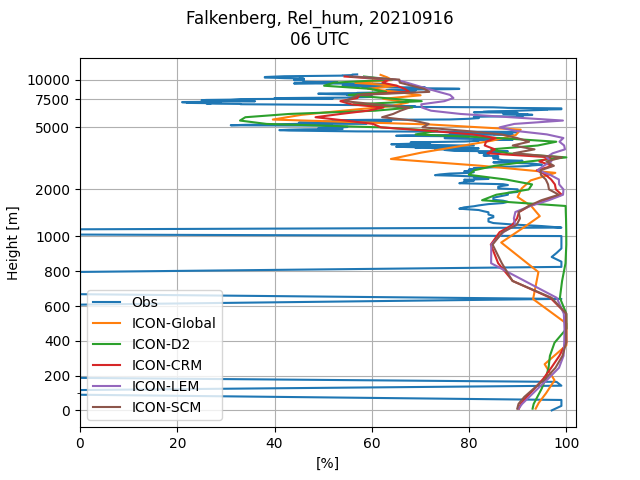 Falkenberg, Rel_hum, 20210916
06 UTC
Height [m]
10000
7500
5000
2000
1000
800
600
400
200
0
Obs
ICON-Global
ICON-D2
ICON-CRM
ICON-LEM
ICON-SCM
0 20 40 60 80 100
[%]